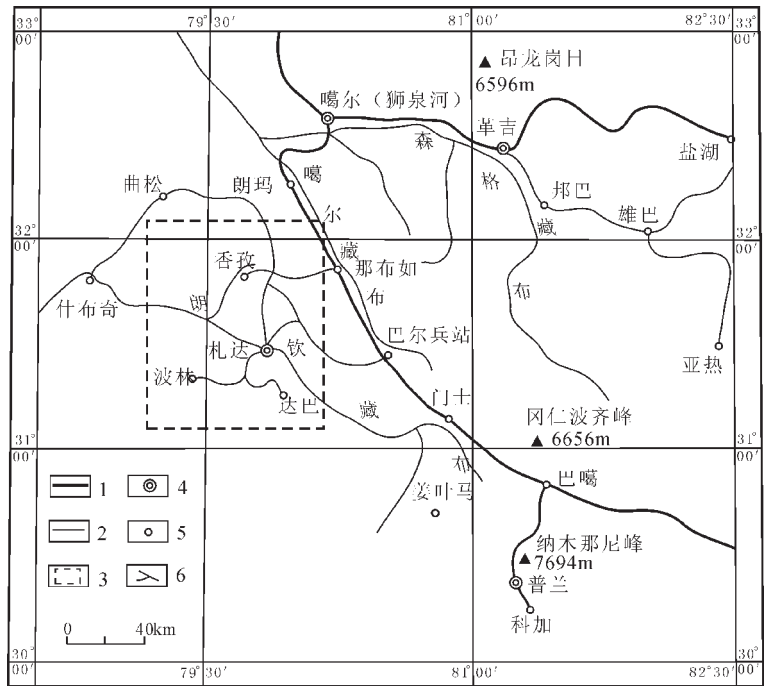 33° 00′
79°30′
81°00′
82°30′
33° 00′
昂龙岗日
6596m
噶尔（狮泉河）
森
革吉
盐湖
曲松
朗玛
噶
格
邦巴
尔
藏
雄巴
32° 00′
32° 00′
香孜
藏
那布如
什布奇
朗
布
布
札达
钦
巴尔兵站
亚热
波林
达巴
藏
门士
冈仁波齐峰
6656m
31° 00′
31° 00′
布
姜叶马
巴噶
1
4
2
5
3
6
纳木那尼峰
7694m
普兰
科加
0
40km
30° 00′
79°30′
81°00′
82°30′
30° 00′